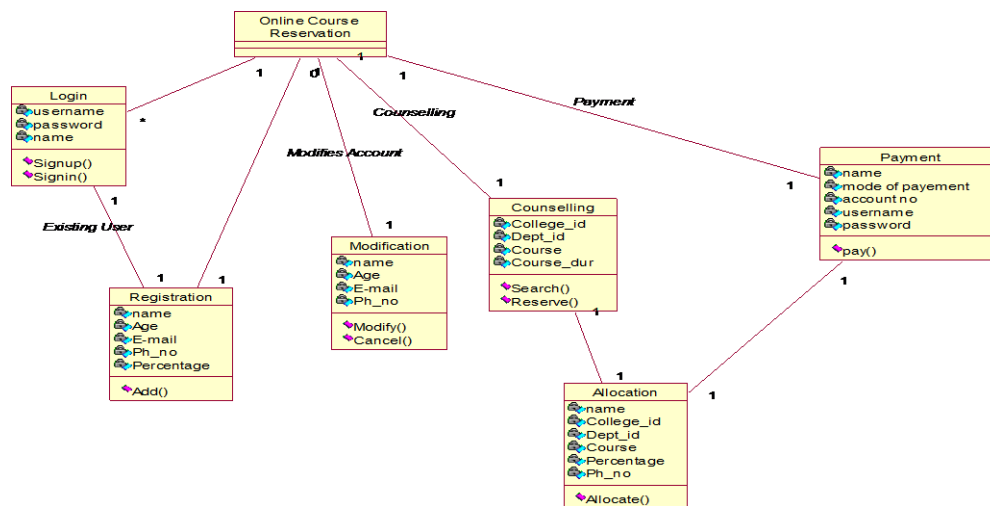 Online Course
Reservation
1
0
1
1
1
1
Login
username
password
name
Signup()
Signin()
*
Counselling
Payment
Modifies Account
1
Existing User
1
1
Registration
name
Age
E-mail
Ph_no
Percentage
Add()
1
Modification
name
Age
E-mail
Ph_no
Modify()
Cancel()
1
Counselling
College_id
Dept_id
Course
Course_dur
Search()
Reserve()
1
1
Payment
name
mode of payement
account no
username
password
pay()
1
1
1
Allocation
name
College_id
Dept_id
Course
Percentage
Ph_no
Allocate()